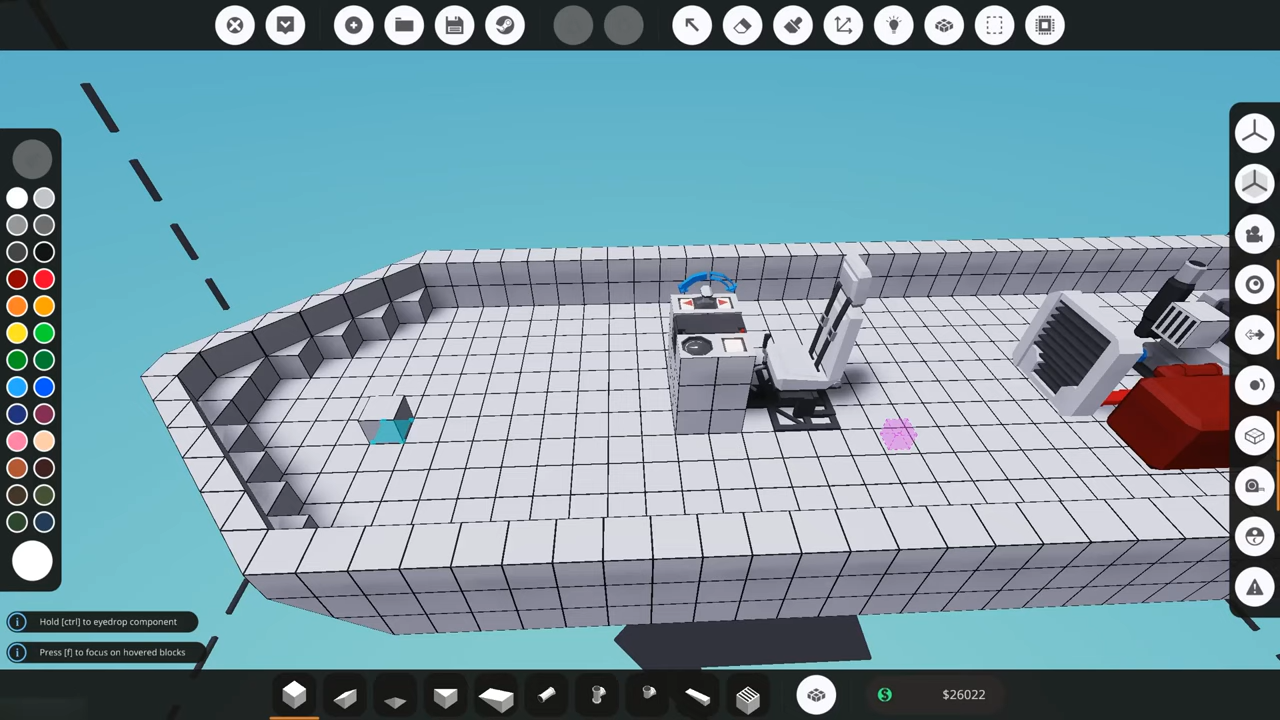 Hold [ctrl] to eyedrop component
Press [f] to focus on hovered blocks
$26022